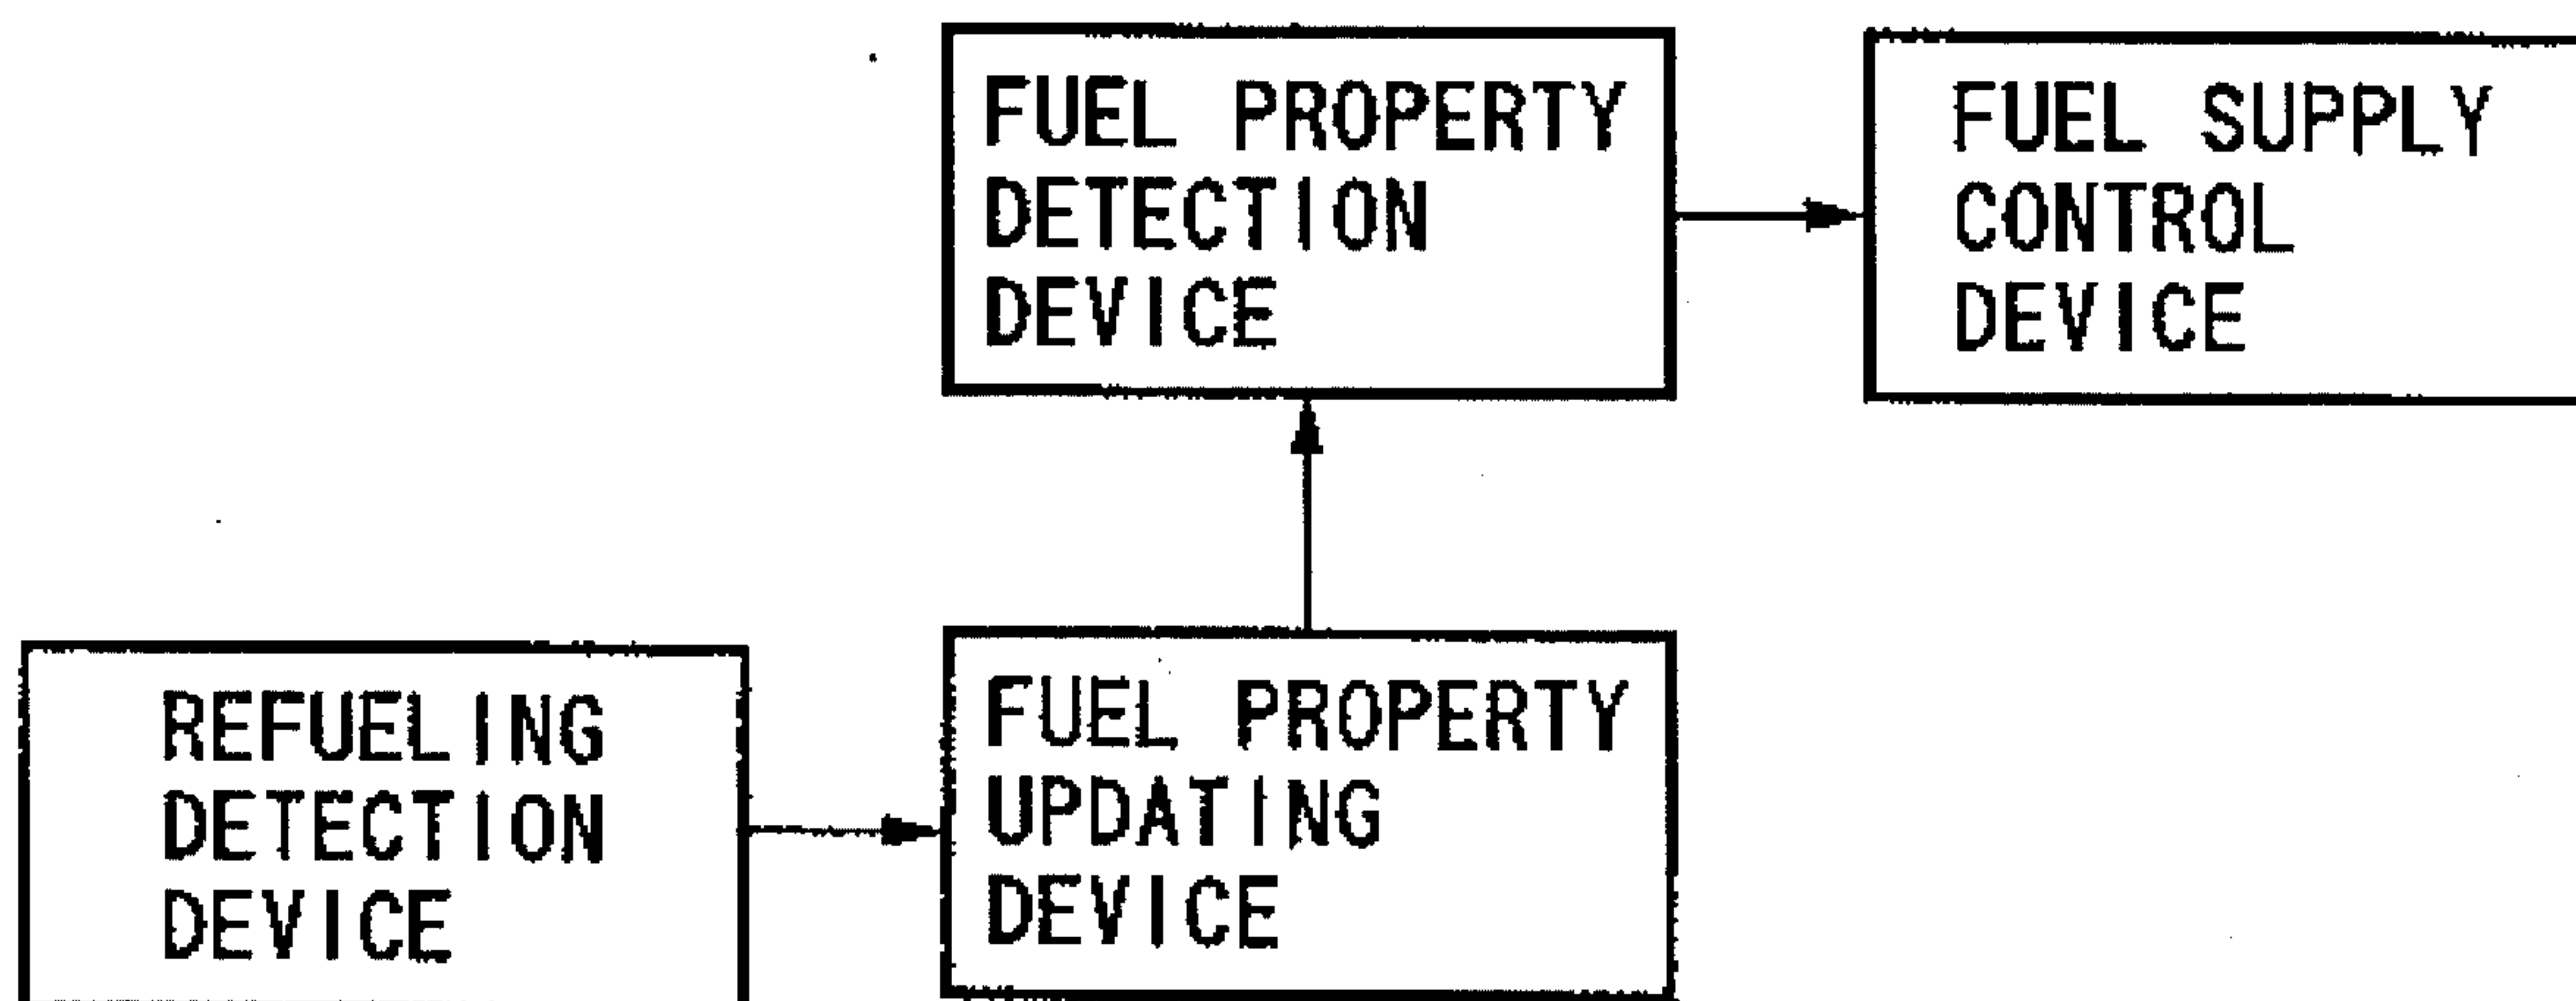 FUEL PROPERTY
DETECTION
DEVICE
FUEL SUPPLY
CONTROL
DEVICE
REFUELING
DETECTION
DEVICE
FUEL PROPERTY
UPDATING
DEVICE